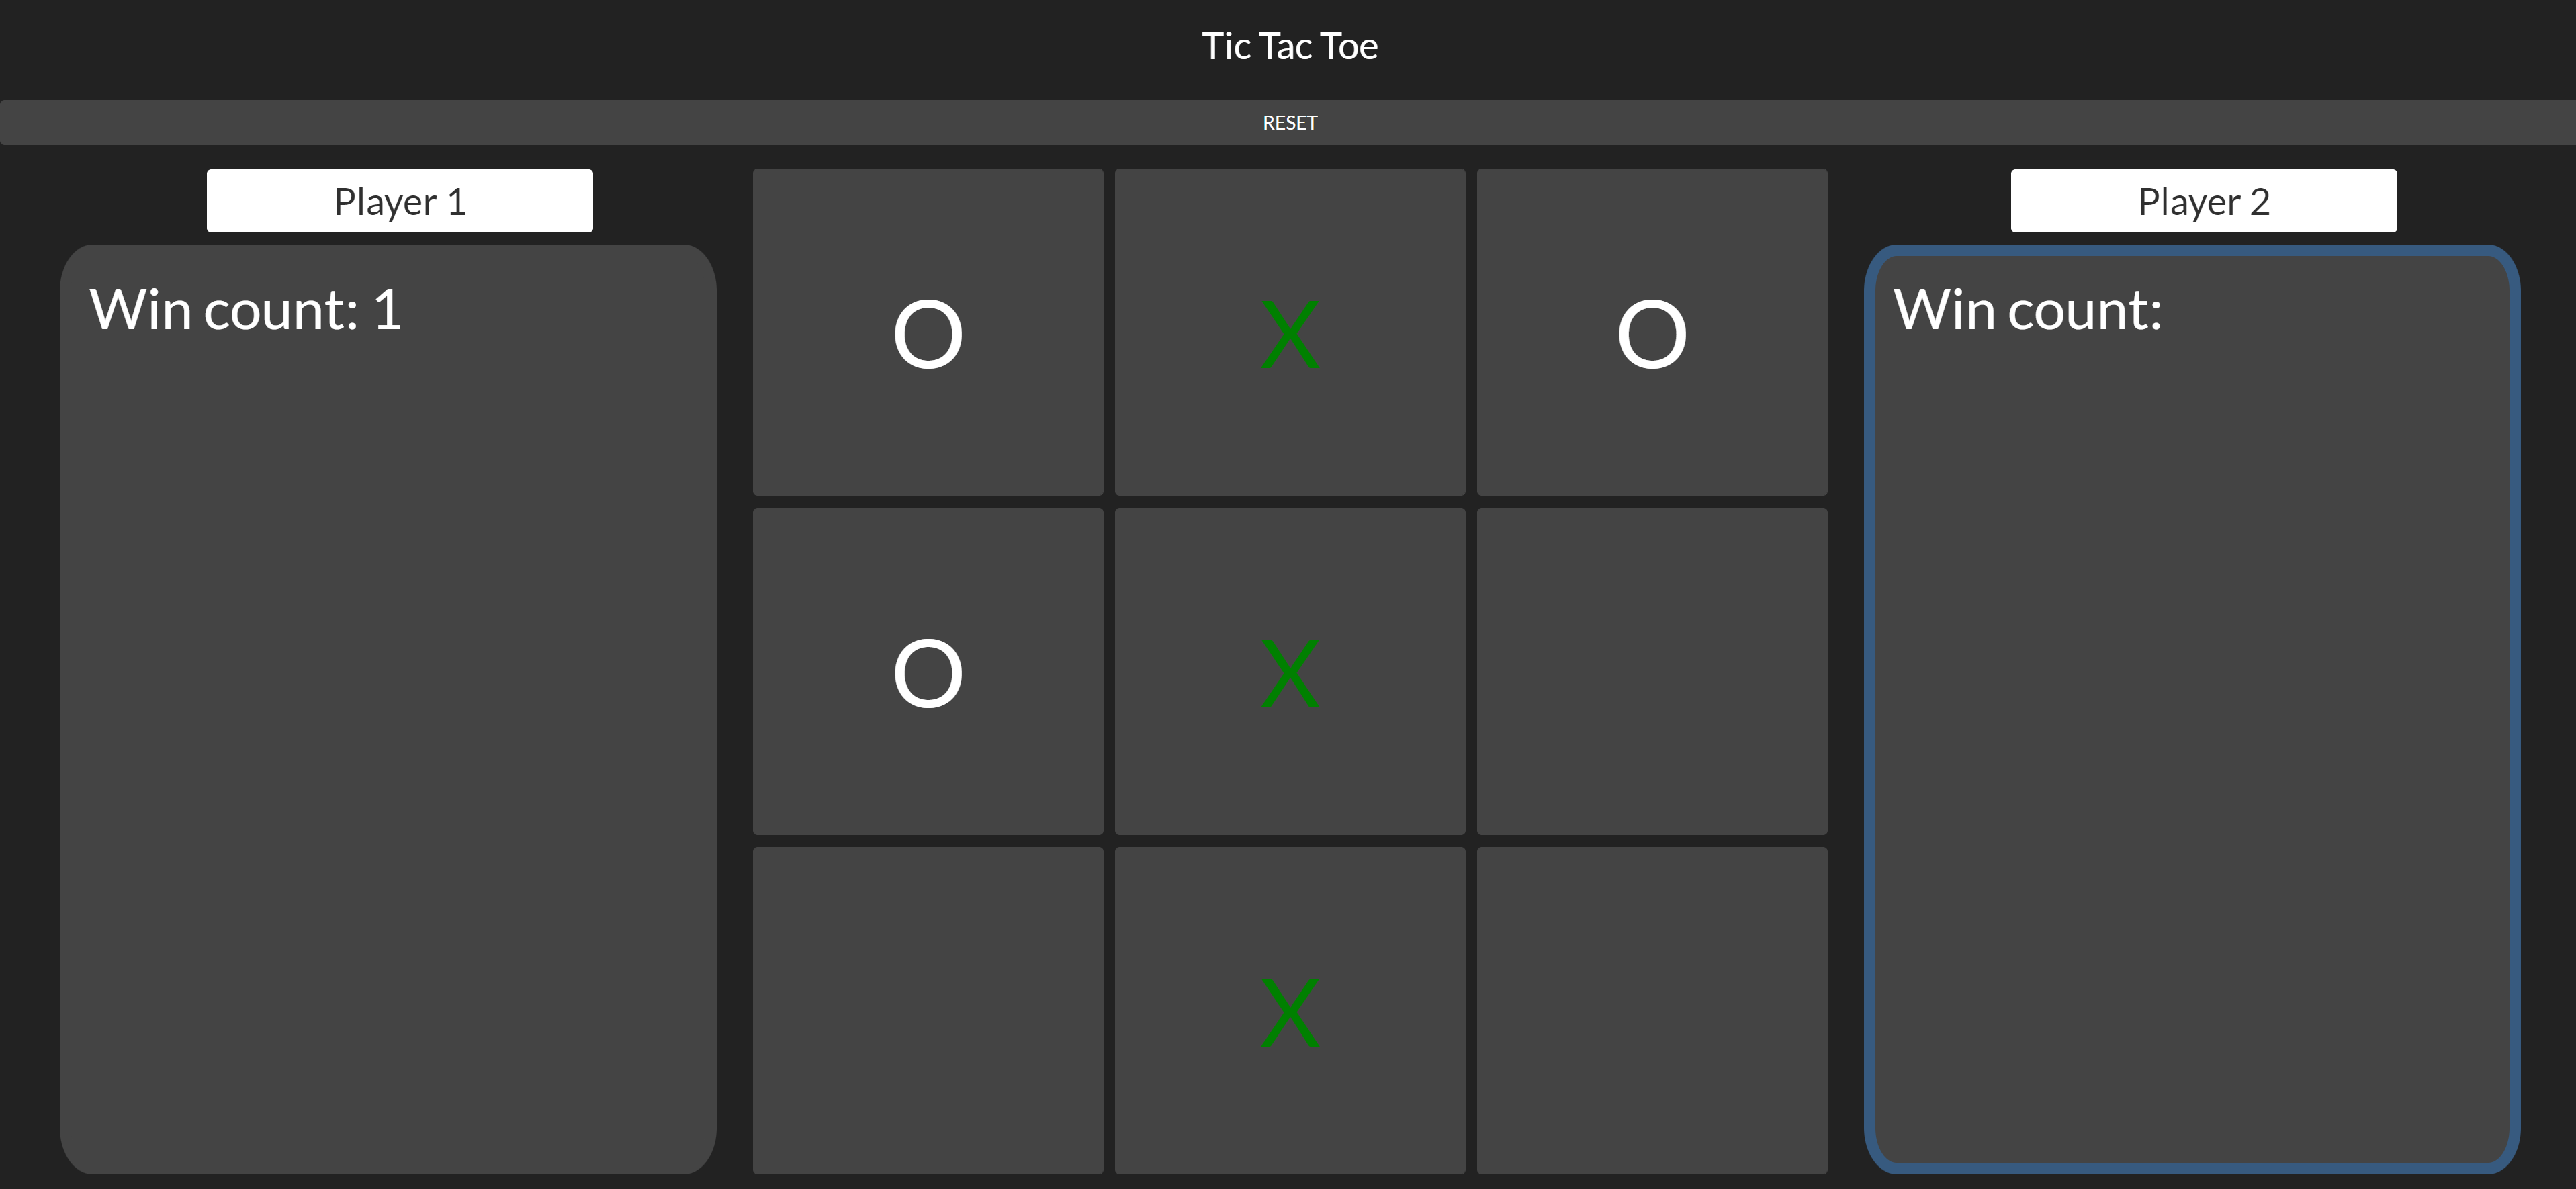 Tic Tac Toe
RESET
Player 1
Win count: 1
O X O
O X
X
Player 2
Win count: